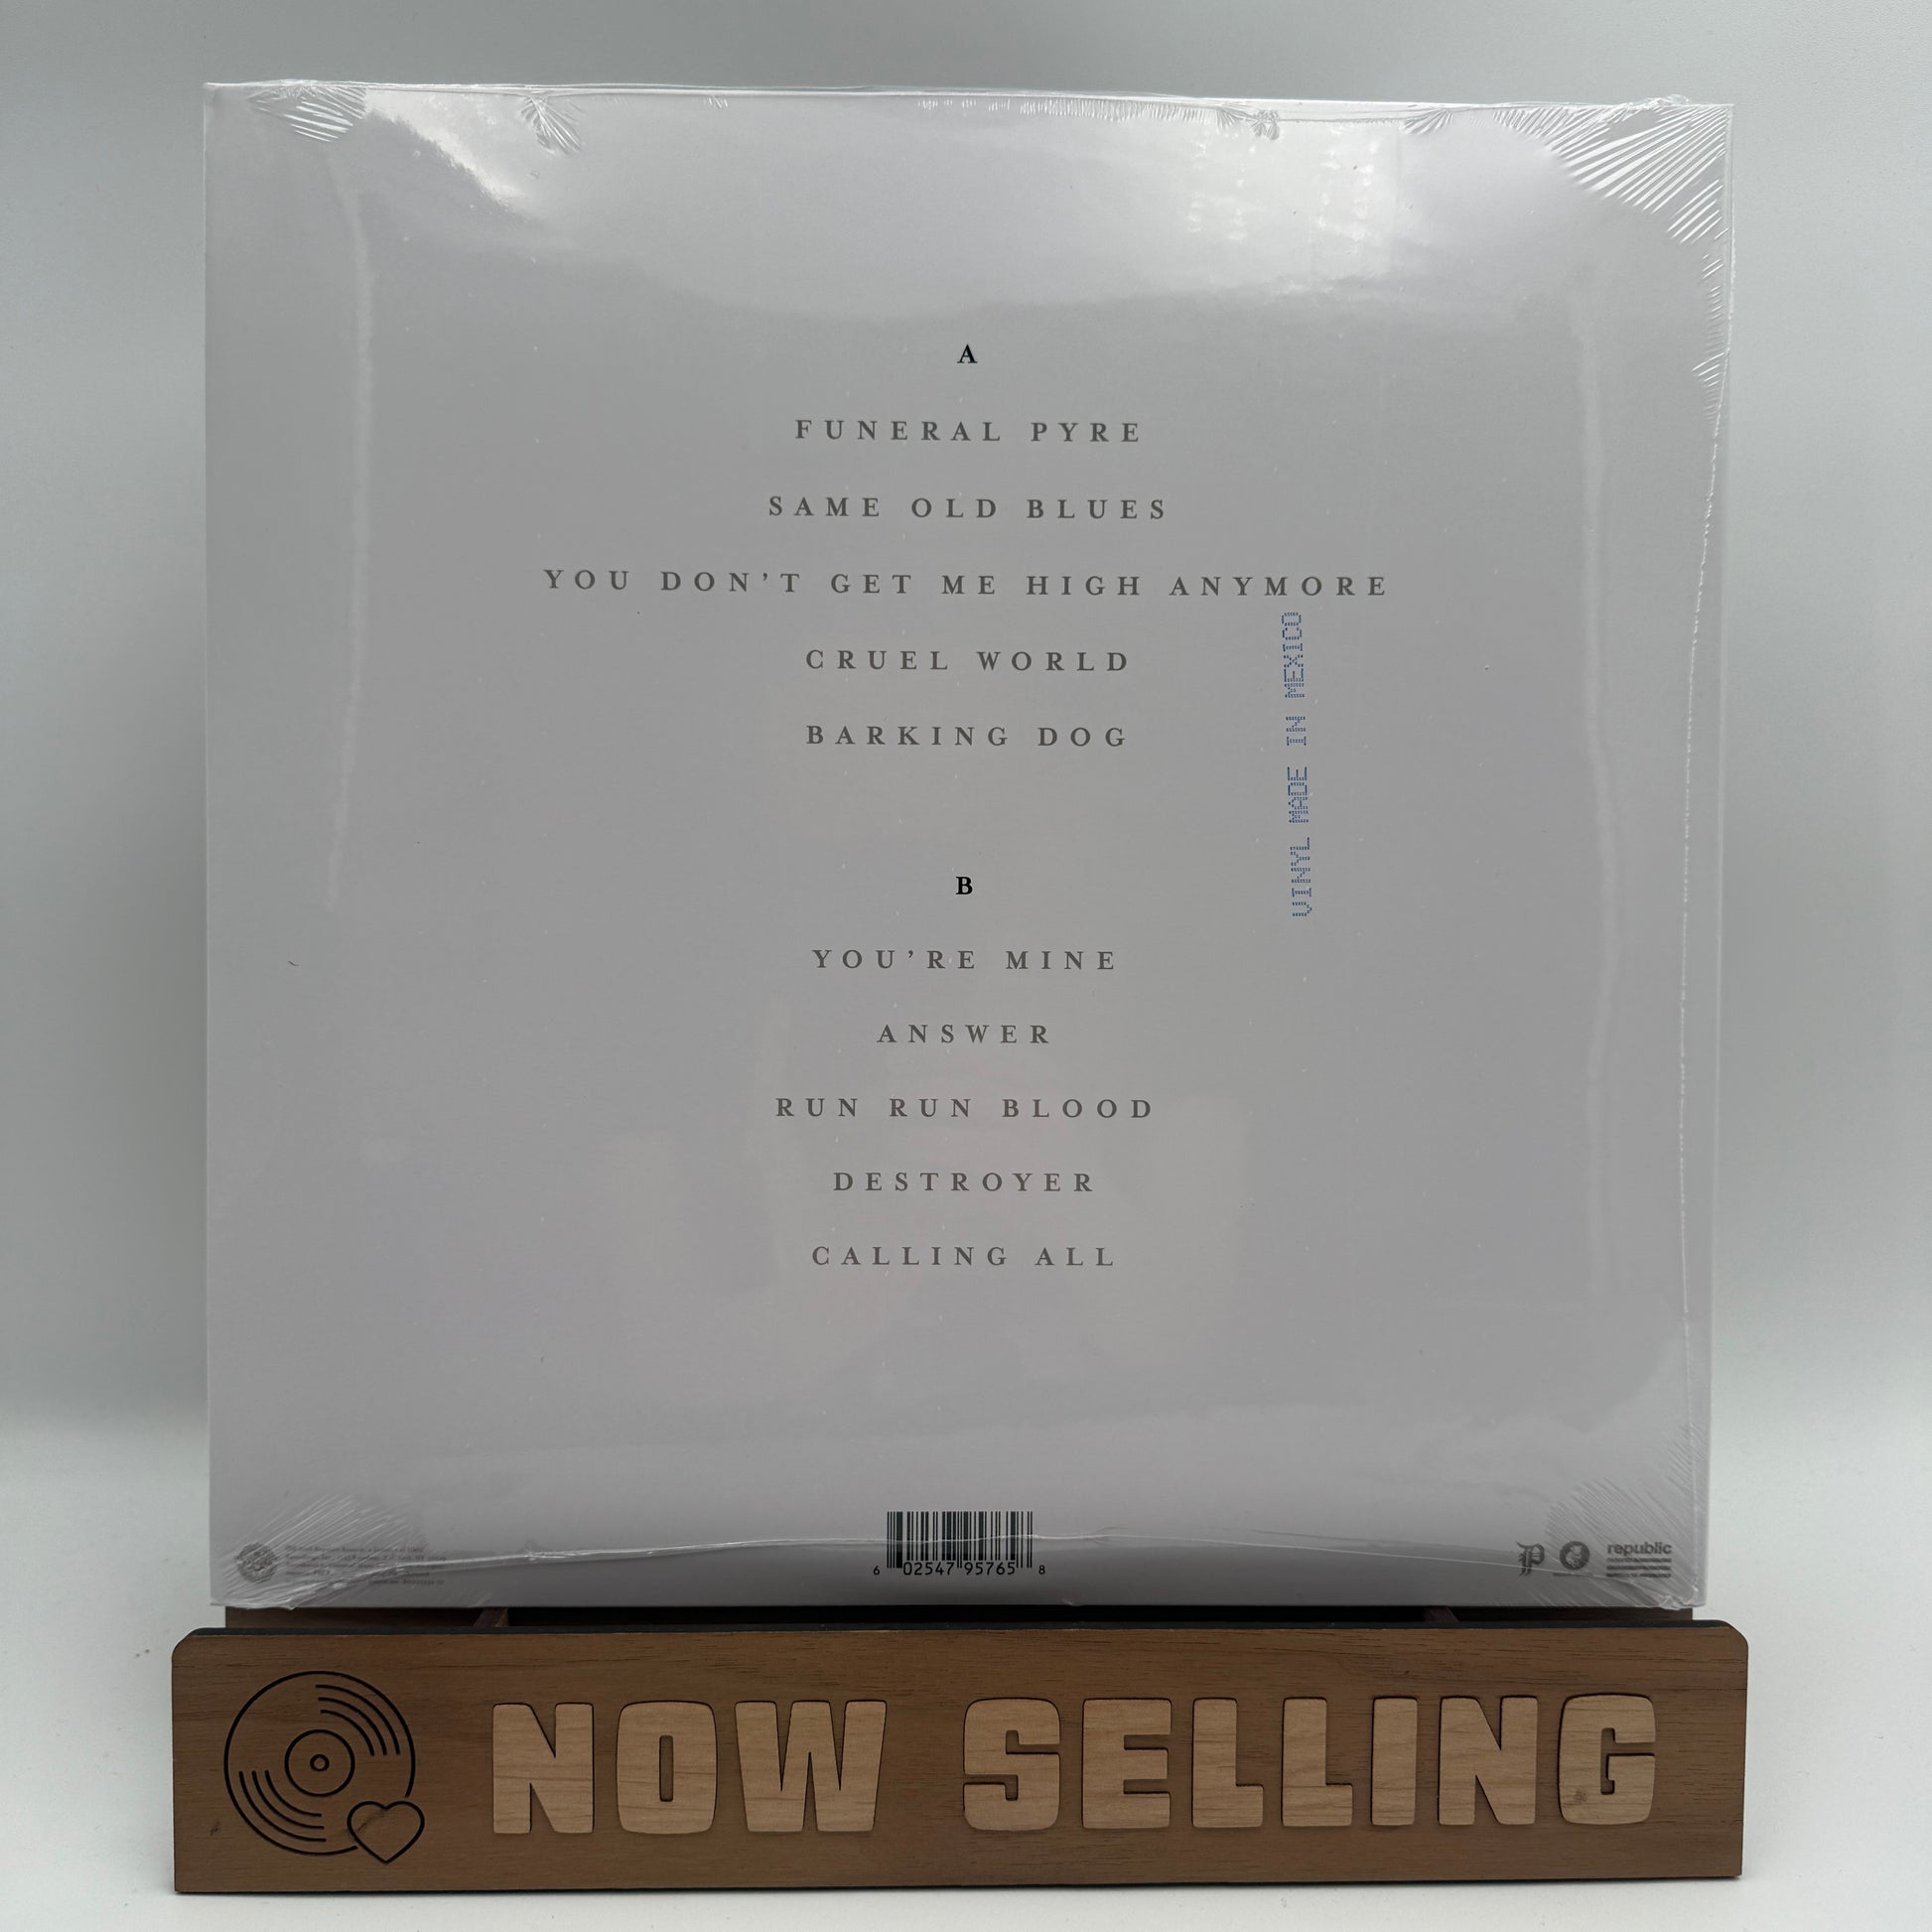 A
FUNERAL PYRE
SAME OLD BLUES
YOU DON'T GET ME HIGH ANYMORE
CRUEL WORLD
BARKING DOG
VINYL MADE IN MEXICO
B
YOU'RE MINE
ANSWER
RUN RUN BLOOD
DESTROYER
CALLING ALL
6 02547 95765 8
P
republic
NOW SELLING